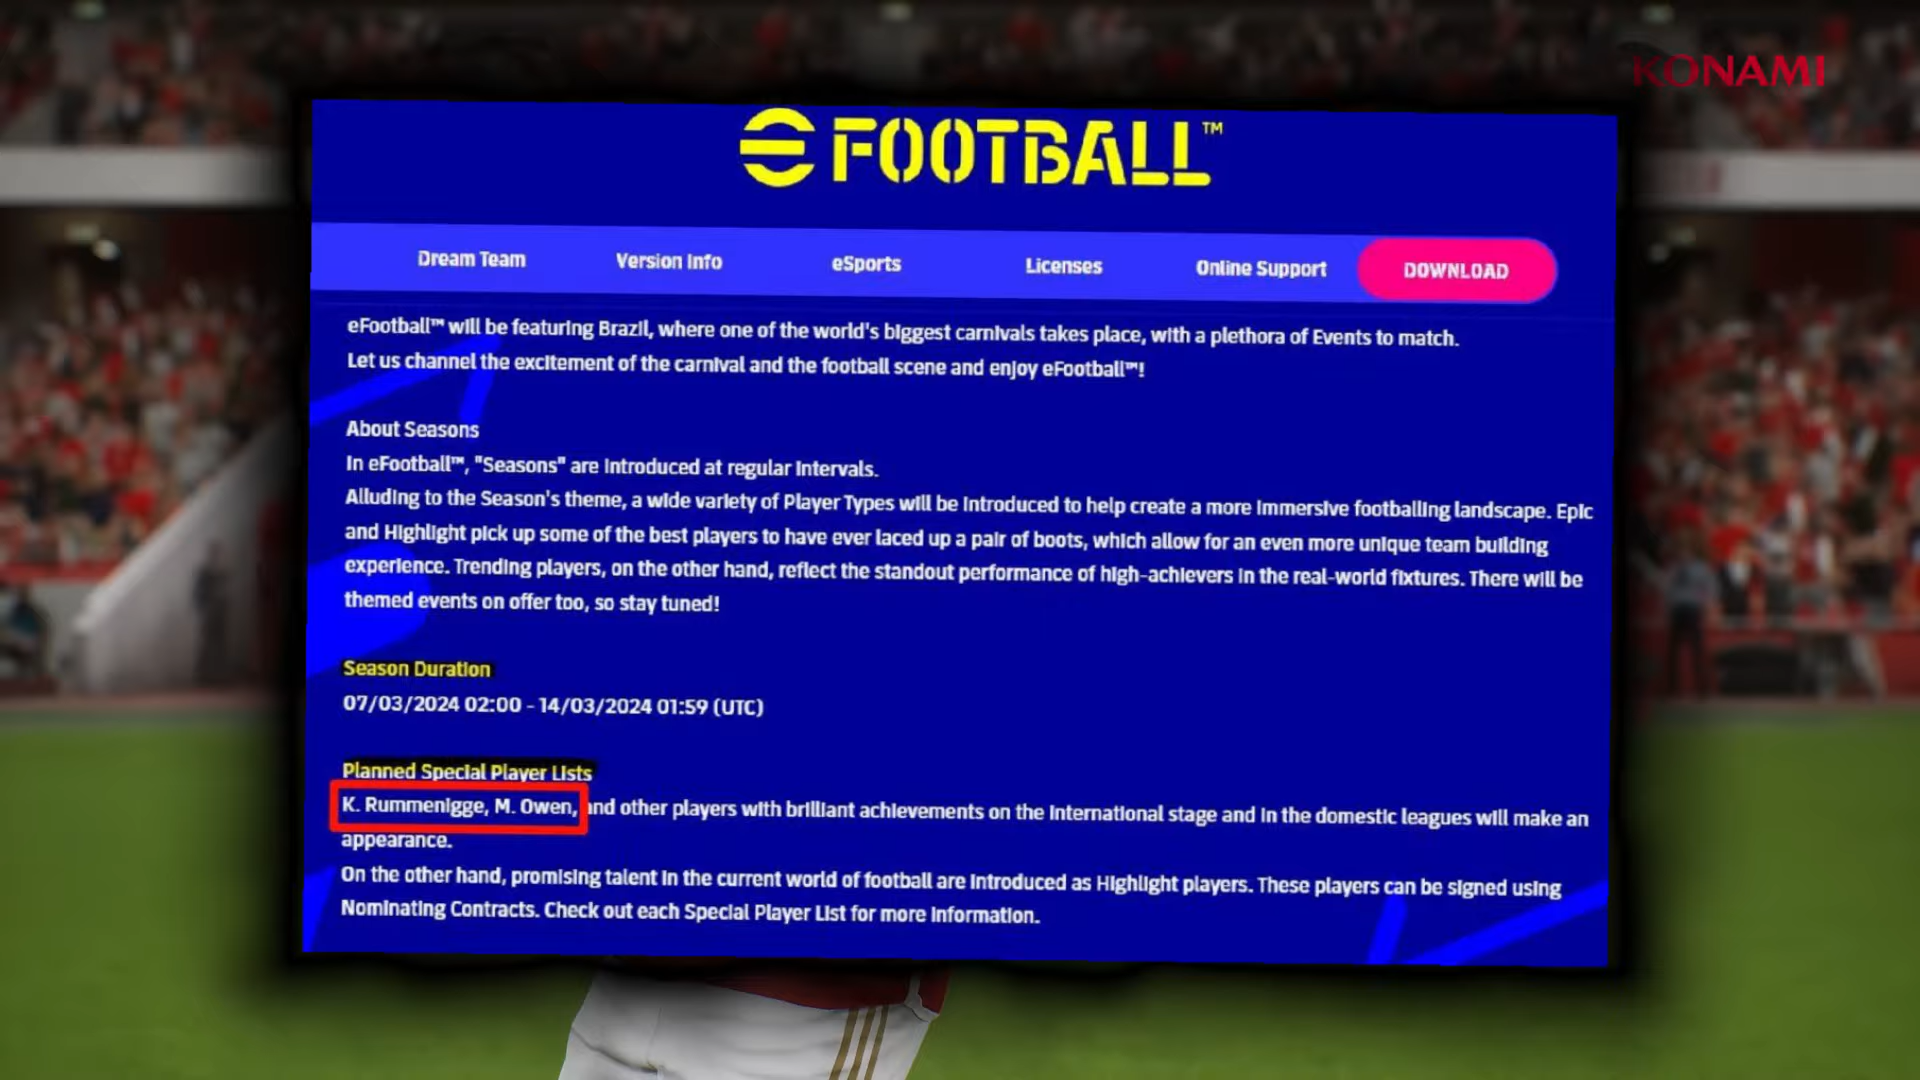 KONAMI
FOOTBALL™
Dream Team Version Info eSports Licenses Online Support DOWNLOAD
eFootball™ will be featuring Brazil, where one of the world's biggest carnivals takes place, with a plethora of Events to match.
Let us channel the excitement of the carnival and the football scene and enjoy eFootball™!
About Seasons
In eFootball™, "Seasons" are introduced at regular intervals.
Alluding to the Season's theme, a wide variety of Player Types will be introduced to help create a more immersive footballing landscape. Epic
and Highlight pick up some of the best players to have ever laced up a pair of boots, which allow for an even more unique team building
experience. Trending players, on the other hand, reflect the standout performance of high-achievers in the real-world fixtures. There will be
themed events on offer too, so stay tuned!
Season Duration
07/03/2024 02:00 - 14/03/2024 01:59 (UTC)
Planned Special Player Lists
K. Rummenigge, M. Owen, and other players with brilliant achievements on the international stage and in the domestic leagues will make an
appearance.
On the other hand, promising talent in the current world of football are introduced as Highlight players. These players can be signed using
Nominating Contracts. Check out each Special Player List for more information.